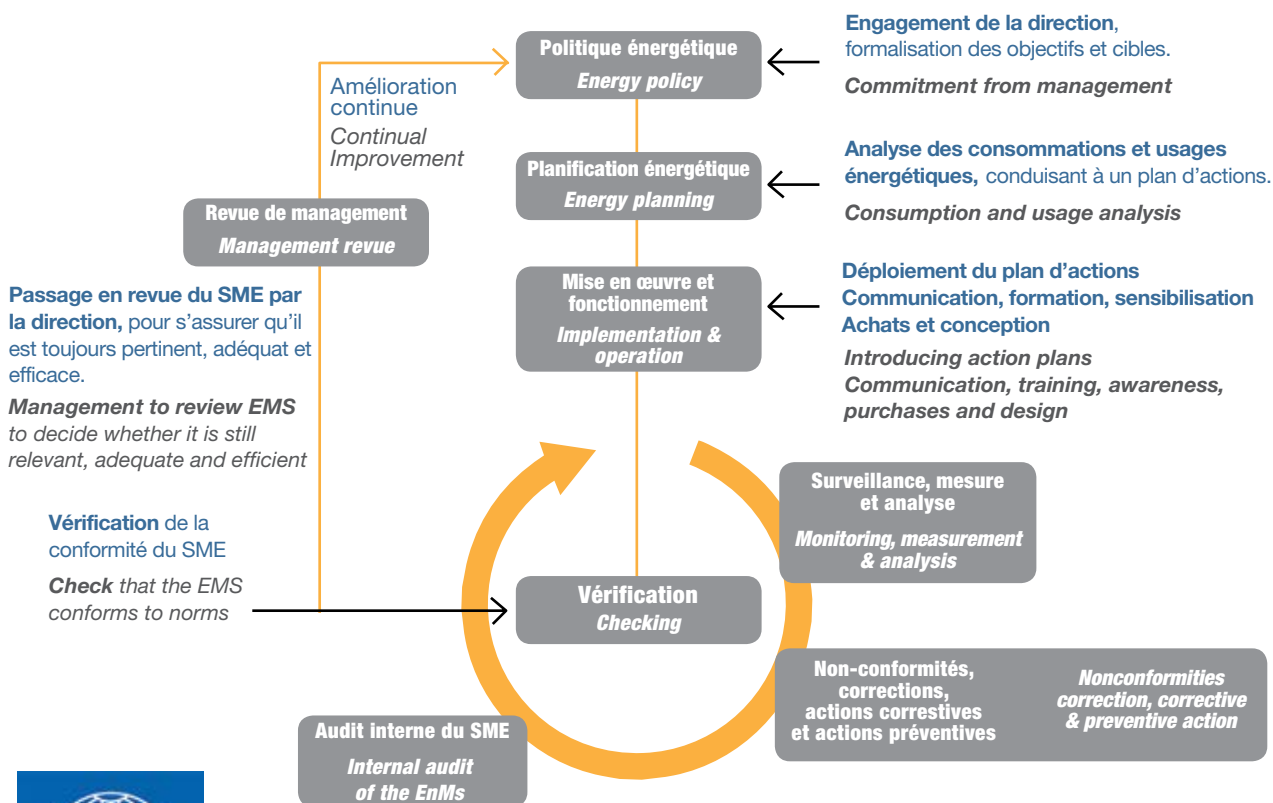 Politique énergétique
Energy policy
Engagement de la direction,
formalisation des objectifs et cibles.
Commitment from management
Amélioration
continue
Continual
Improvement
Planification énergétique
Energy planning
Analyse des consommations et usages
énergétiques, conduisant à un plan d’actions.
Consumption and usage analysis
Revue de management
Management revue
Mise en œuvre et
fonctionnement
Implementation &
operation
Déploiement du plan d’actions
Communication, formation, sensibilisation
Achats et conception
Introducing action plans
Communication, training, awareness,
purchases and design
Passage en revue du SME par
la direction, pour s’assurer qu’il
est toujours pertinent, adéquat et
efficace.
Management to review EMS
to decide whether it is still
relevant, adequate and efficient
Surveillance, mesure
et analyse
Monitoring, measurement
& analysis
Vérification de la
conformité du SME
Check that the EMS
conforms to norms
Vérification
Checking
Non-conformités,
corrections,
actions correstives
et actions préventives
Nonconformities
correction, corrective
& preventive action
Audit interne du SME
Internal audit
of the EnMs